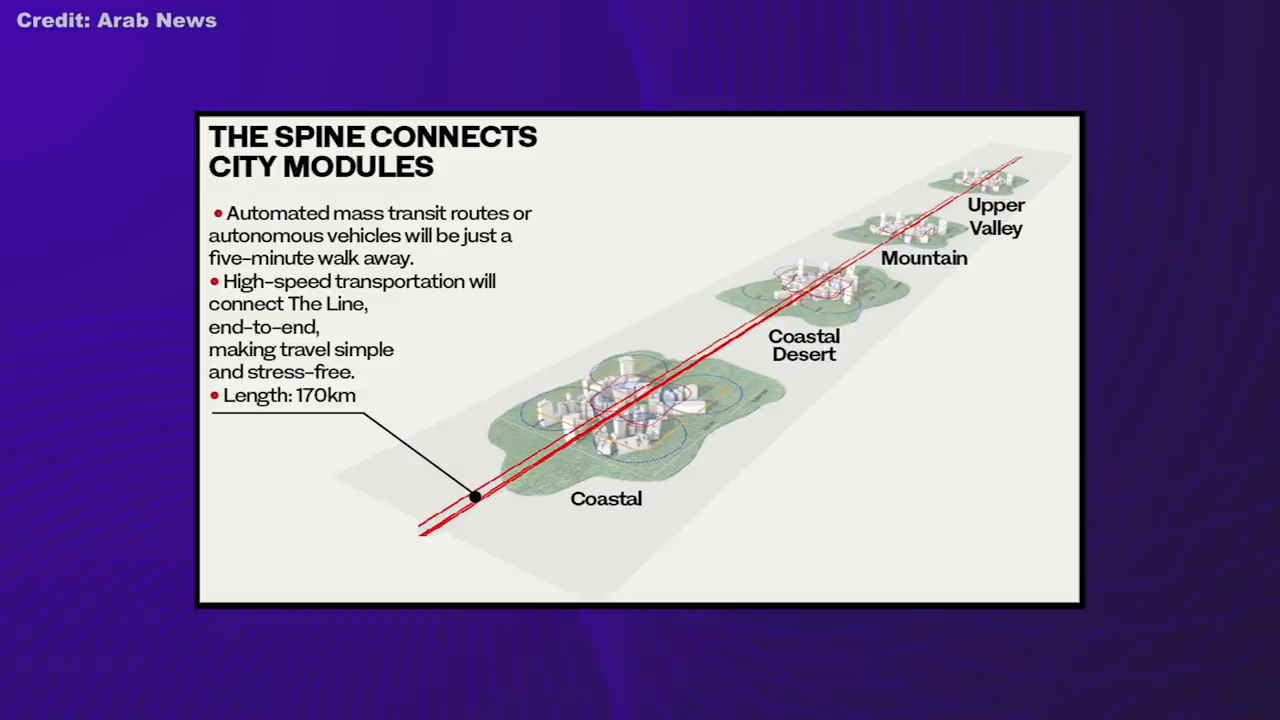 Credit: Arab News
THE SPINE CONNECTS
CITY MODULES
• Automated mass transit routes or
autonomous vehicles will be just a
five-minute walk away.
• High-speed transportation will
connect The Line,
end-to-end,
making travel simple
and stress-free.
• Length: 170km
Upper
Valley
Mountain
Coastal
Desert
Coastal